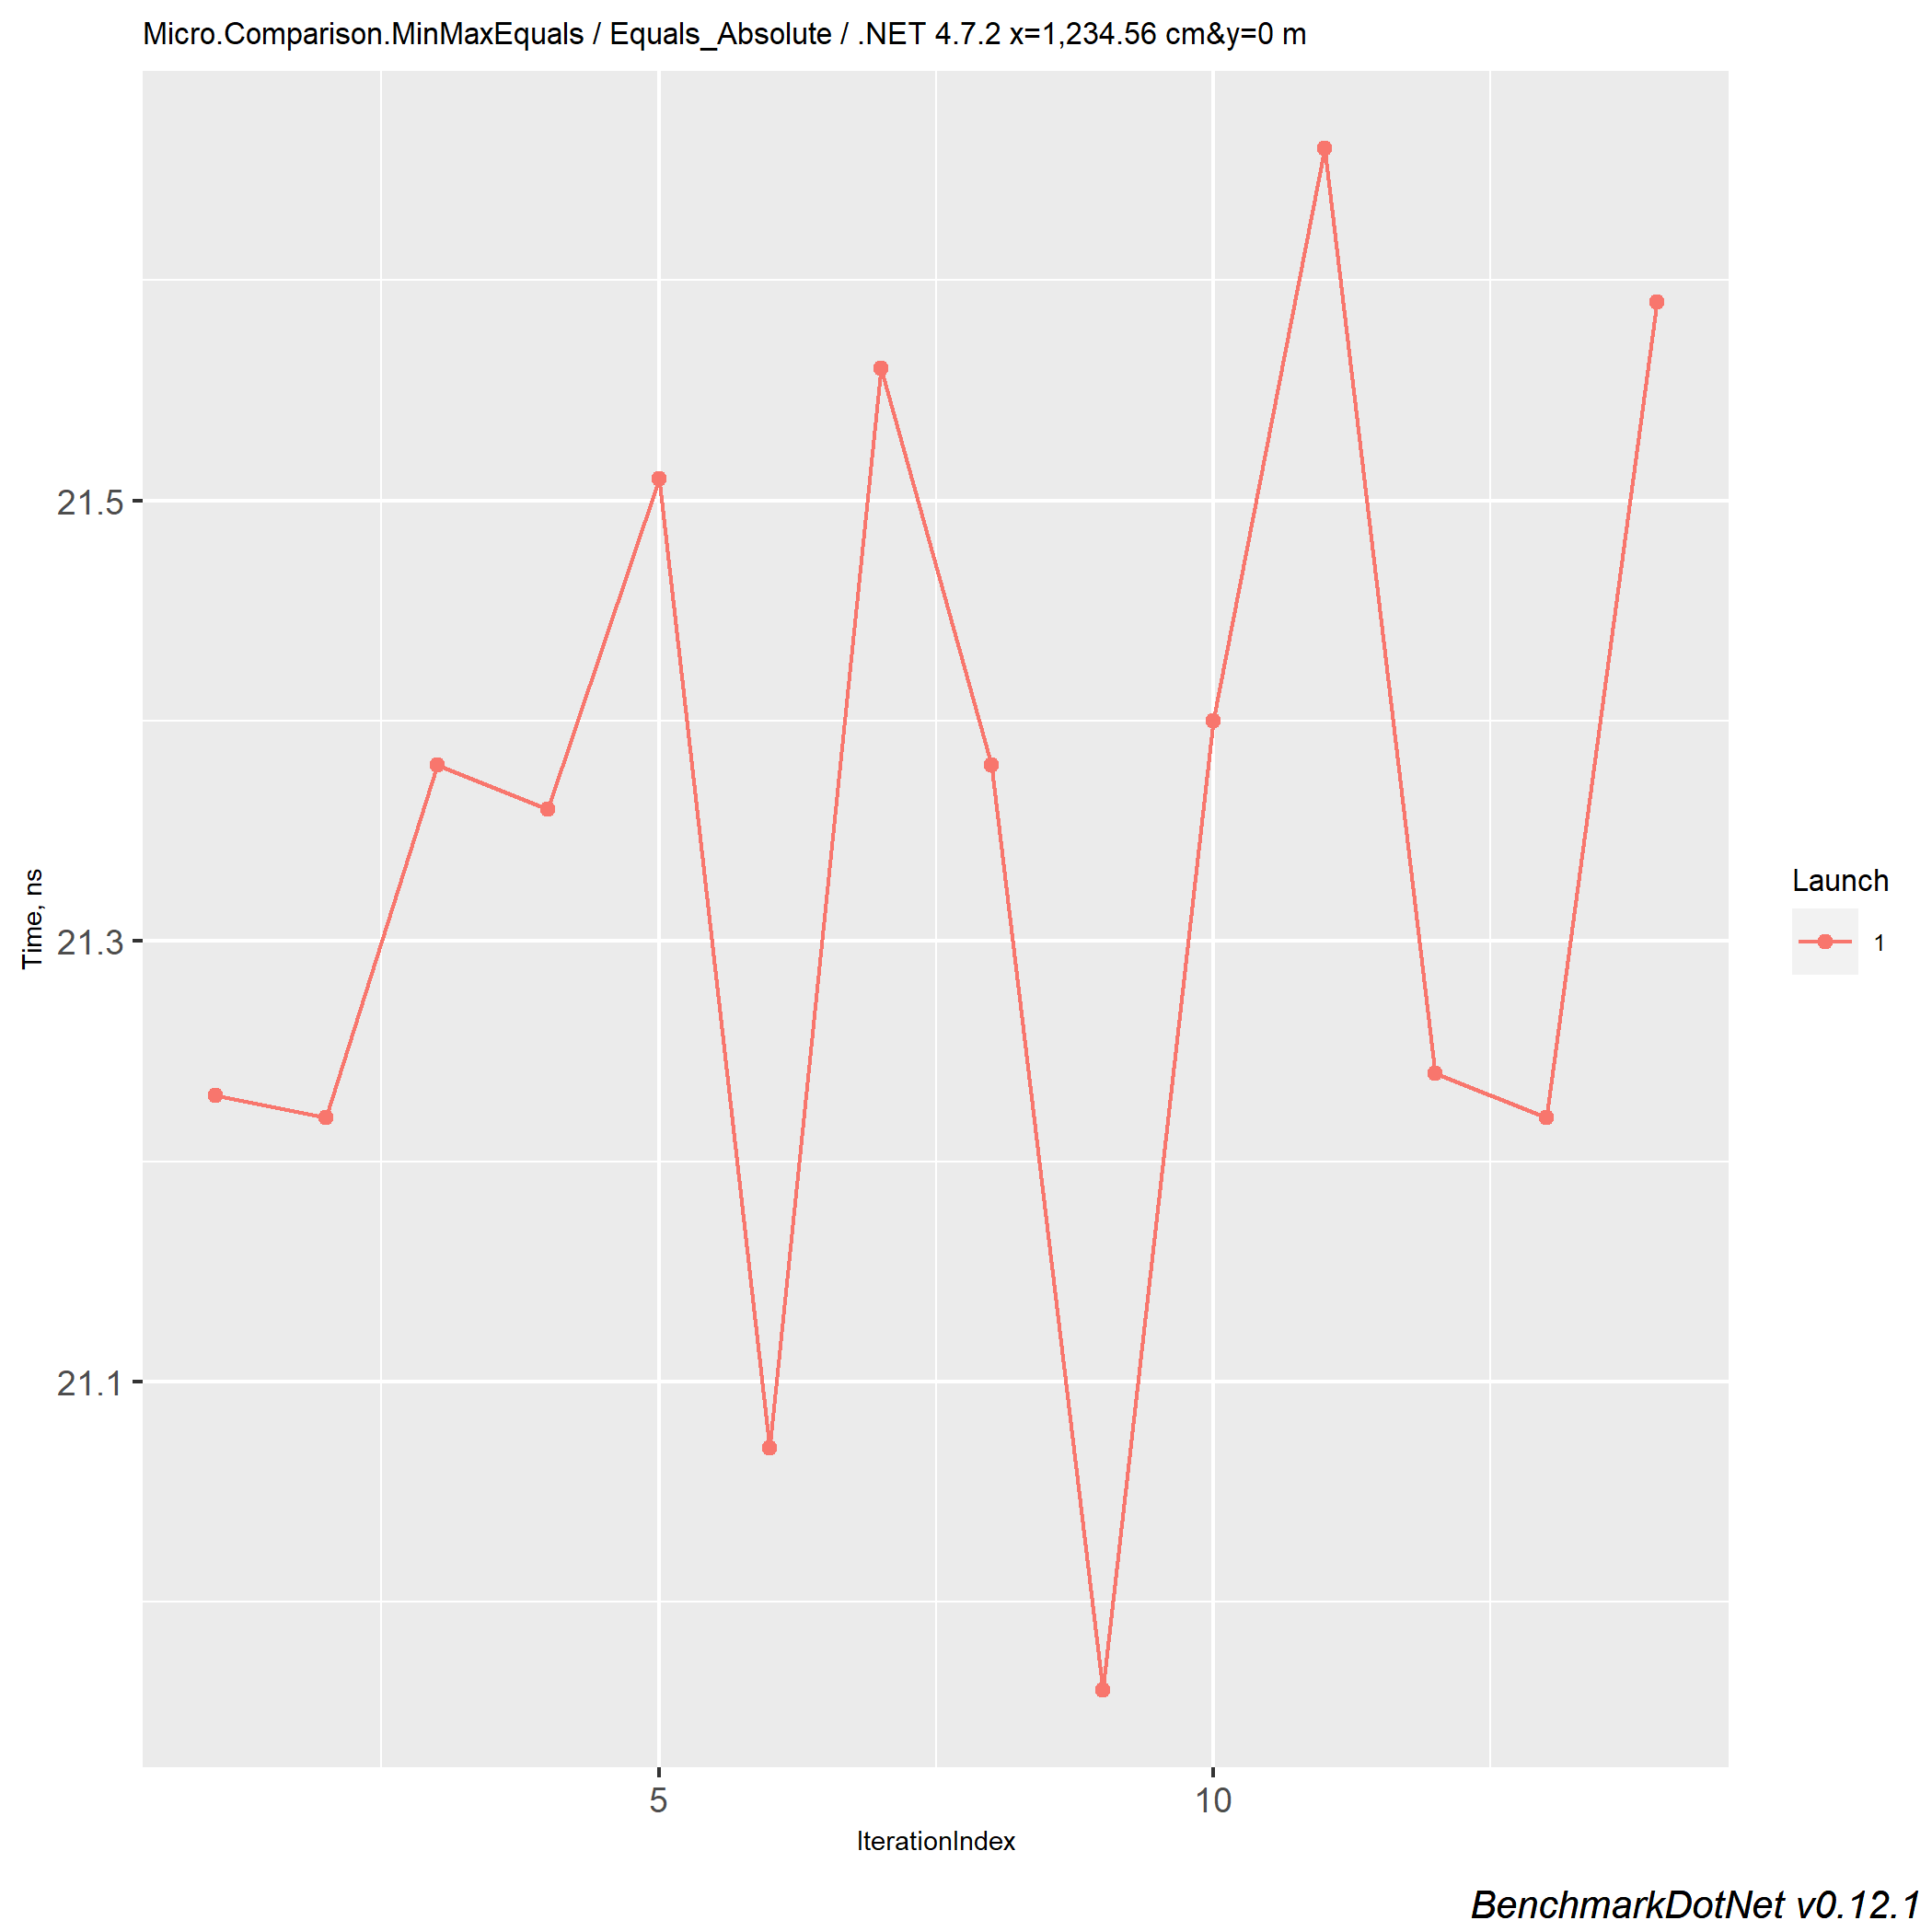 Micro.Comparison.MinMaxEquals / Equals_Absolute / .NET 4.7.2 x=1,234.56 cm&y=0 m
21.5
21.3
21.1
Time, ns
5
10
IterationIndex
Launch
1
BenchmarkDotNet v0.12.1